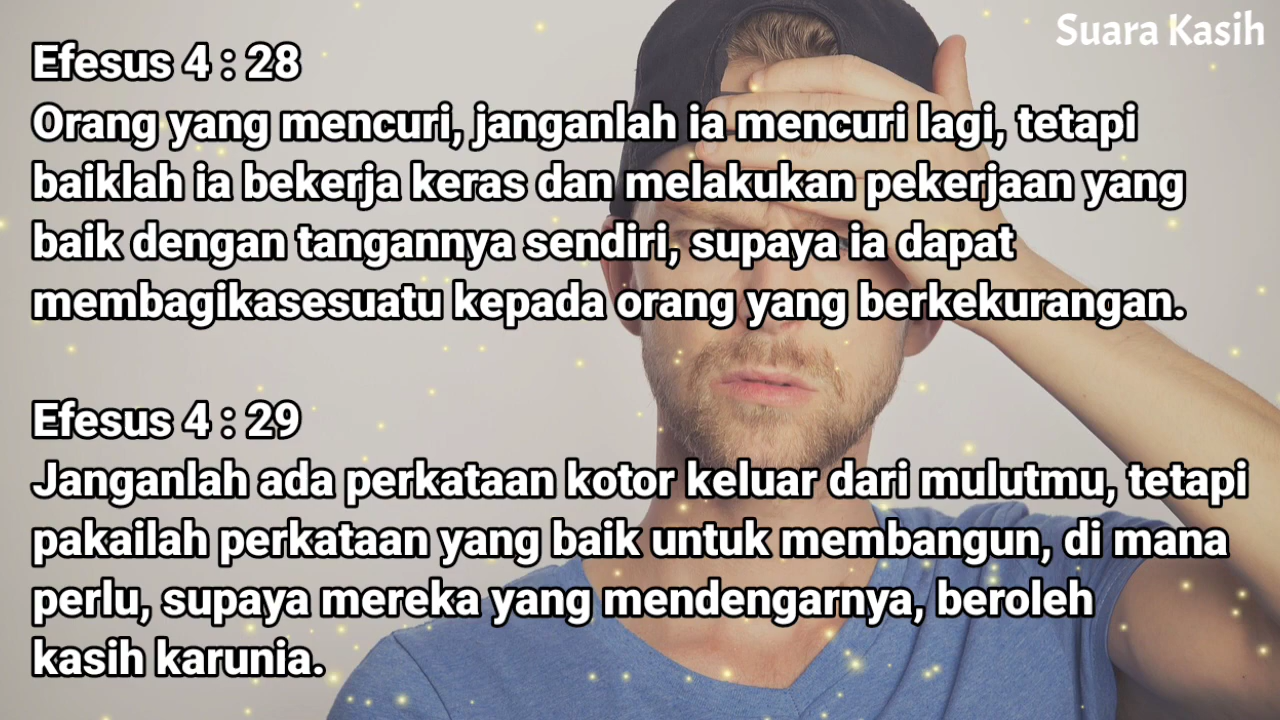 Suara Kasih
Efesus 4 : 28
Orang yang mencuri, janganlah ia mencuri lagi, tetapi
baiklah ia bekerja keras dan melakukan pekerjaan yang
baik dengan tangannya sendiri, supaya ia dapat
membagikasesuatu kepada orang yang berkekurangan.
Efesus 4 : 29
Janganlah ada perkataan kotor keluar dari mulutmu, tetapi
pakailah perkataan yang baik untuk membangun, di mana
perlu, supaya mereka yang mendengarnya, beroleh
kasih karunia.